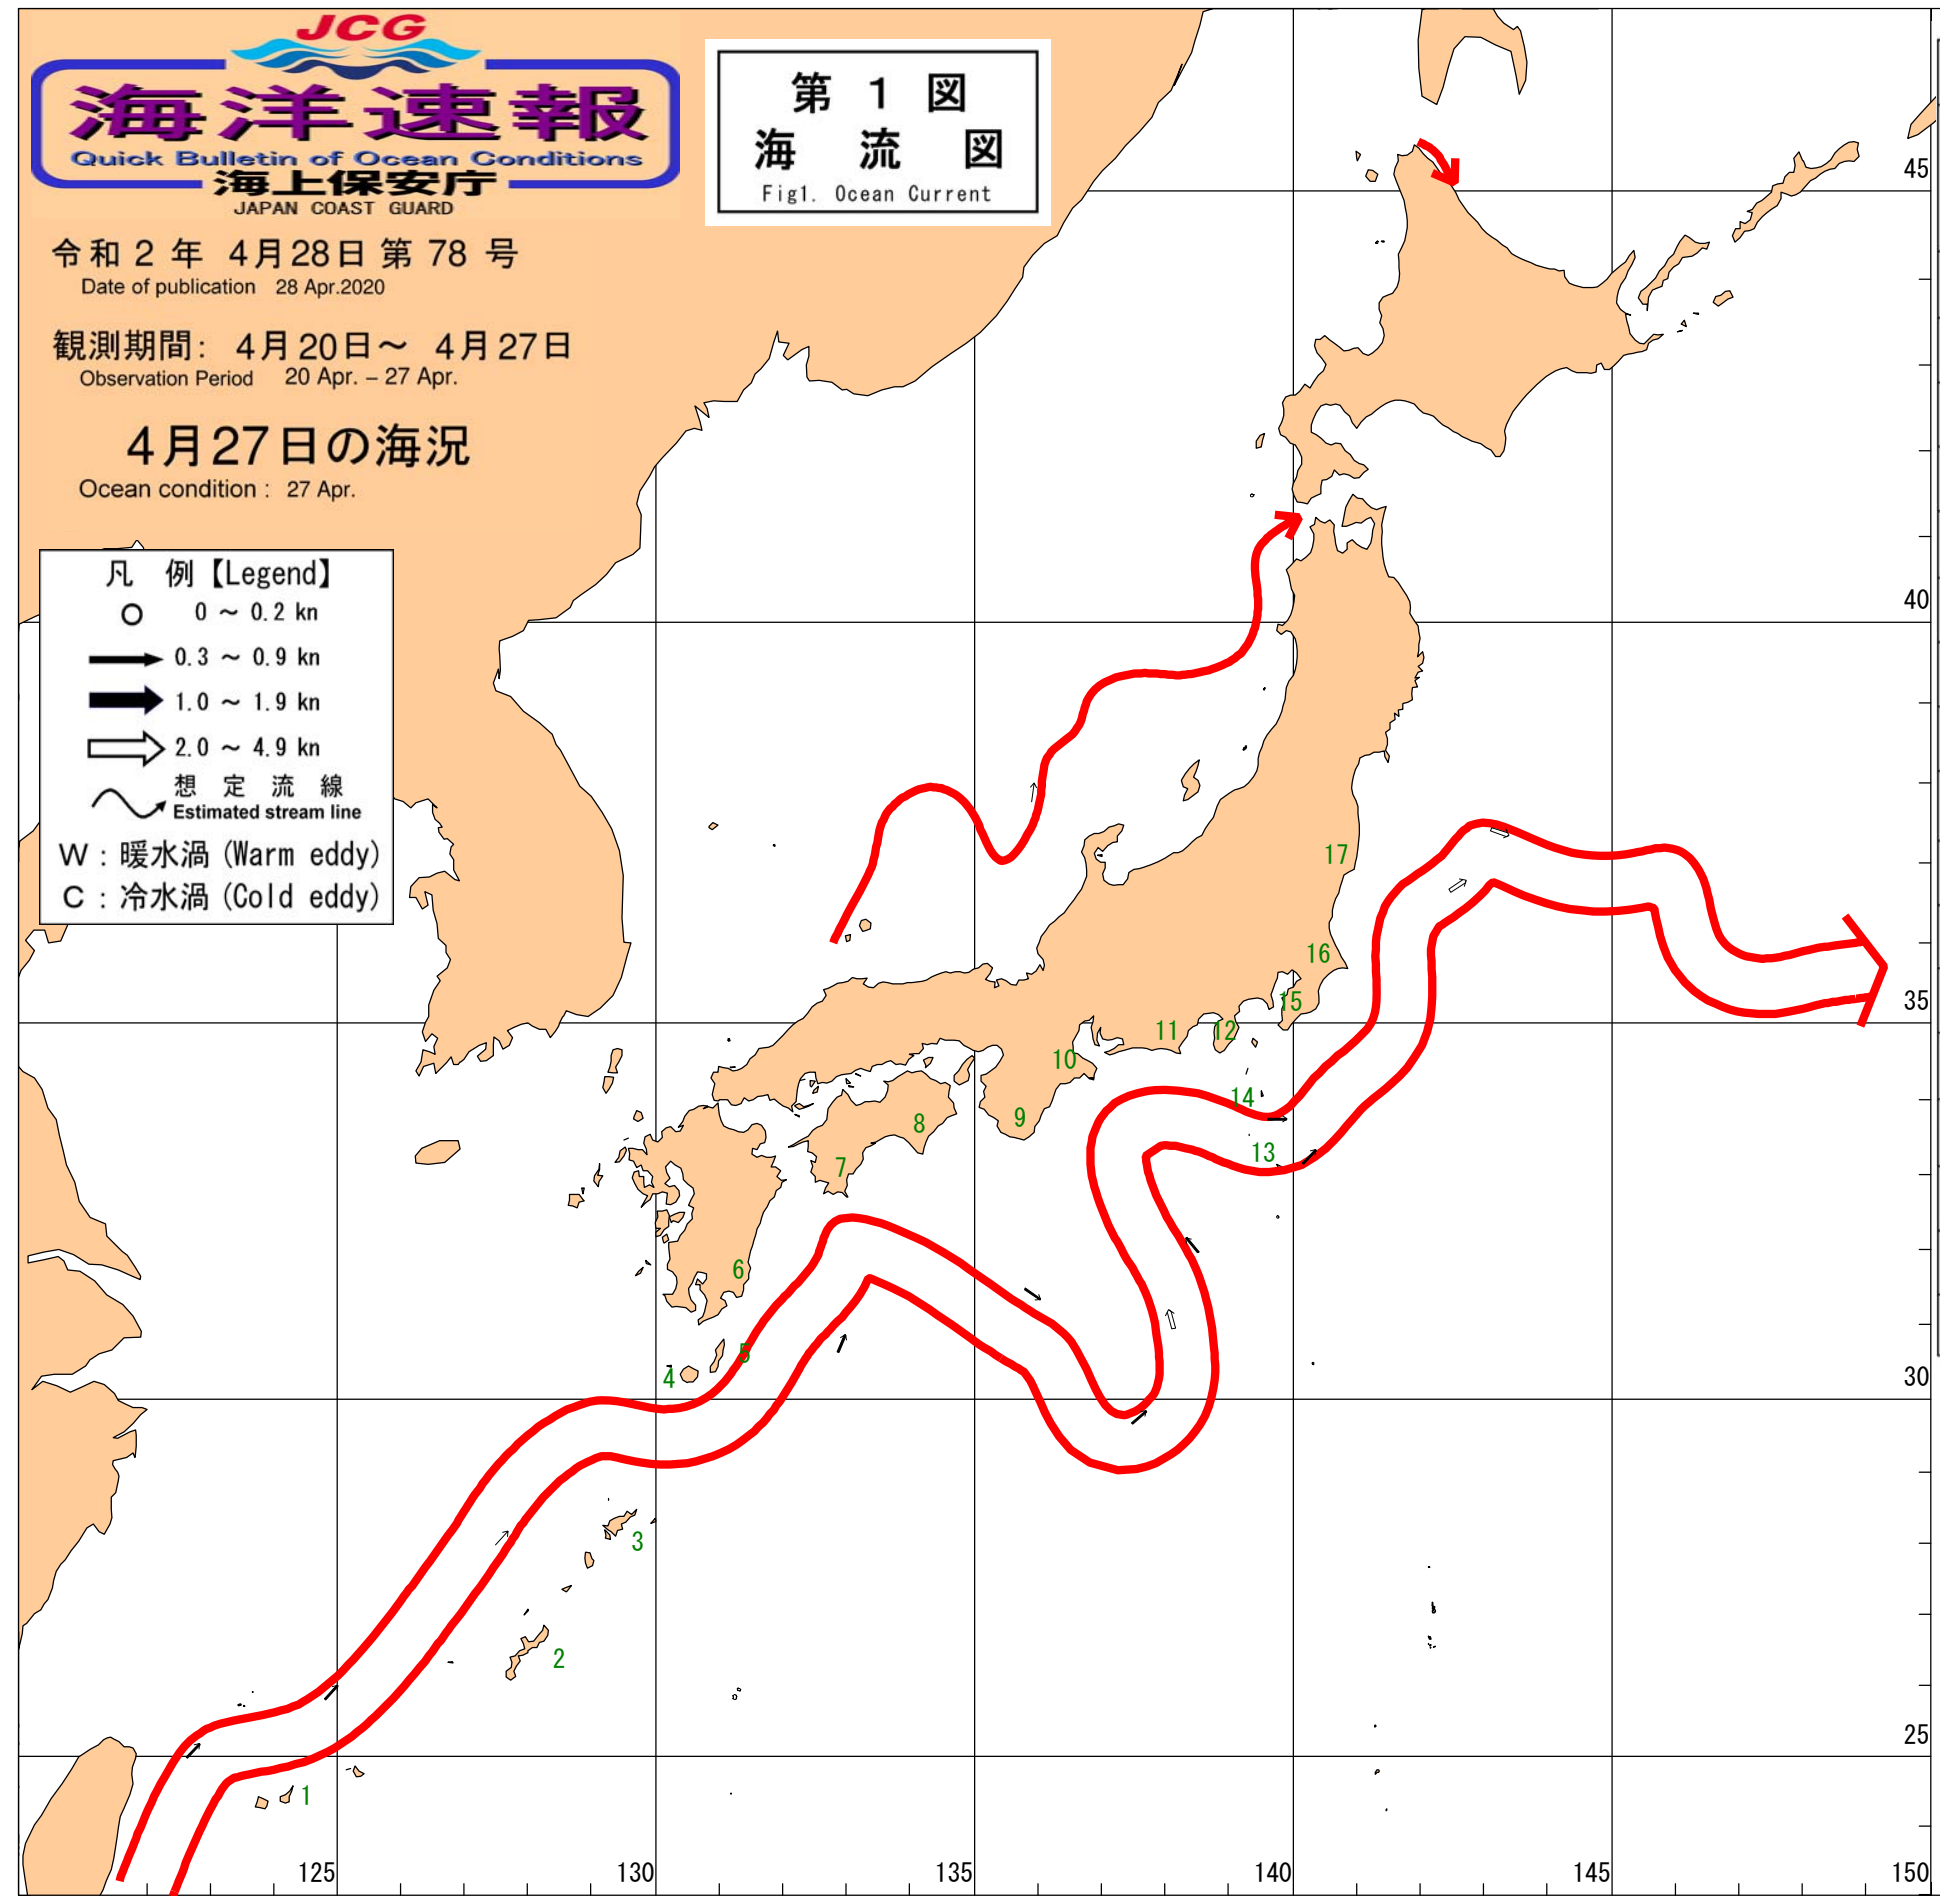 JCG
海洋速報
Quick Bulletin of Ocean Conditions
海上保安庁
JAPAN COAST GUARD
第 1 図
海 流 図
Fig1. Ocean Current
令和 2 年 4月28日 第 78 号
Date of publication 28 Apr.2020
観測期間: 4月20日～ 4月27日
Observation Period 20 Apr. – 27 Apr.
4月27日の海況
Ocean condition : 27 Apr.
凡 例【Legend】
0 ～ 0.2 kn
0.3 ～ 0.9 kn
1.0 ～ 1.9 kn
2.0 ～ 4.9 kn
想 定 流 線
Estimated stream line
W : 暖水渦 (Warm eddy)
C : 冷水渦 (Cold eddy)
45
40
17
16
35
15
12
11
10
14
9
8
13
7
6
5
4
30
3
2
25
1
125
130
135
140
145
150